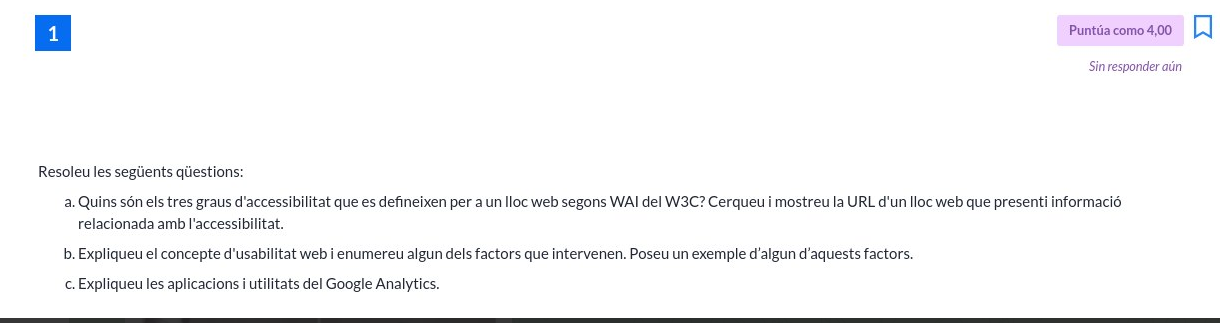 1
Puntúa como 4,00
Sin responder aún
Resoleu les següents qüestions:
a. Quins són els tres graus d'accessibilitat que es defineixen per a un lloc web segons WAI del W3C? Cerqueu i mostreu la URL d'un lloc web que presenti informació
relacionada amb l'accessibilitat.
b. Expliqueu el concepte d'usabilitat web i enumereu algun dels factors que intervenen. Poseu un exemple d’algun d’aquests factors.
c. Expliqueu les aplicacions i utilitats del Google Analytics.